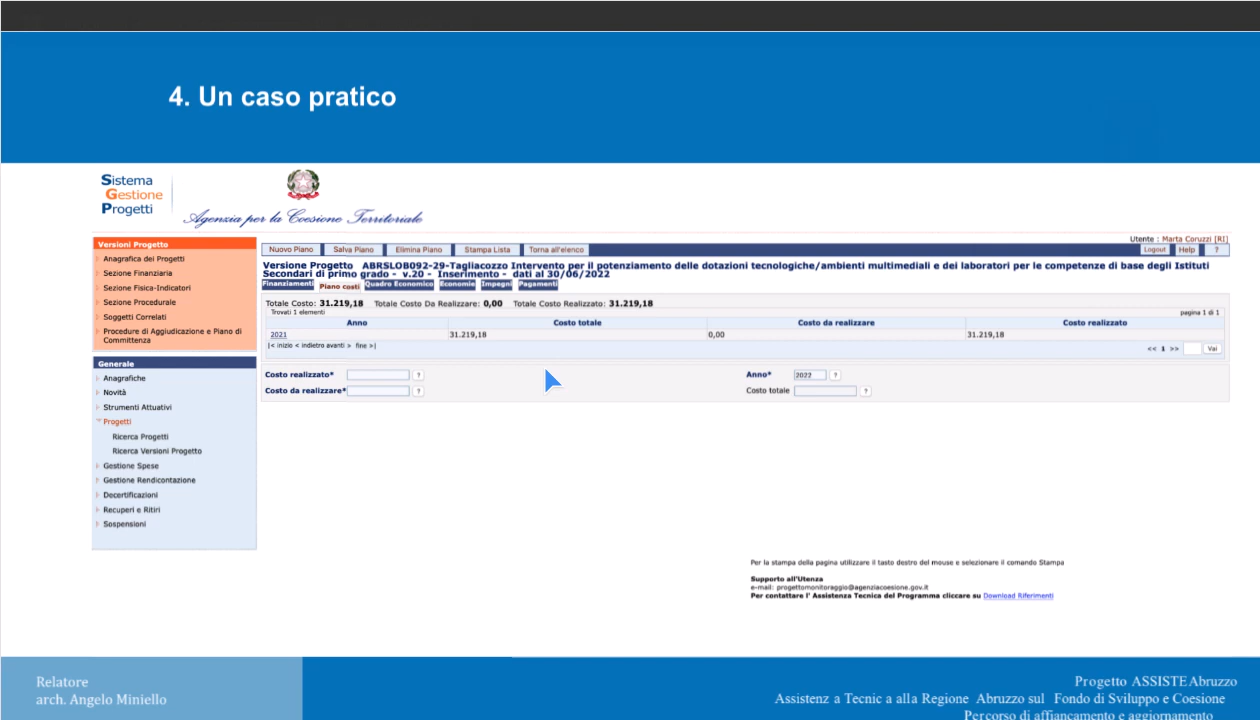 4. Un caso pratico
Sistema
Gestione
Progetti
Agenzia per la Coesione Territoriale
Utente : Marta Coruzzi [RI]
Versioni Progetto
Anagrafica dei Progetti
Sezione Finanziaria
Sezione Fisica-Indicatori
Sezione Procedurale
Soggetti Correlati
Procedure di Aggiudicazione e Piano di
Committenza
Generale
Anagrafiche
Novità
Strumenti Attuativi
Progetti
Ricerca Progetti
Ricerca Versioni Progetto
Gestione Spese
Gestione Rendicontazione
Decertificazioni
Recuperi e Ritiri
Sospensioni
Nuovo Piano Salva Piano Elimina Piano Stampa Lista Torna all'elenco Logout Help ?
Versione Progetto ABRSLOB092-29-Tagliacozzo Intervento per il potenziamento delle dotazioni tecnologiche/ambienti multimediali e dei laboratori per le competenze di base degli Istituti
Secondari di primo grado - v.20 - Inserimento - dati al 30/06/2022
Finanziamenti Piano costi Quadro Economico Economie Impegni Pagamenti
Totale Costo: 31.219,18 Totale Costo Da Realizzare: 0,00 Totale Costo Realizzato: 31.219,18
Trovati 1 elementi pagina 1 di 1
Anno Costo totale Costo da realizzare Costo realizzato
2021 31.219,18 0,00 31.219,18
|< inizio < indietro avanti > fine >| << 1 >> Vai
Costo realizzato* ? Anno* 2022 ?
Costo da realizzare* ? Costo totale ?
Per la stampa della pagina utilizzare il tasto destro del mouse e selezionare il comando Stampa
Supporto all'Utenza
e-mail: progettomonitoraggio@agenziacoesione.gov.it
Per contattare l' Assistenza Tecnica del Programma cliccare su Download Riferimenti
Relatore
arch. Angelo Miniello
Progetto ASSISTE Abruzzo
Assistenz a Tecnic a alla Regione Abruzzo sul Fondo di Sviluppo e Coesione
Percorso di affiancamento e aggiornamento